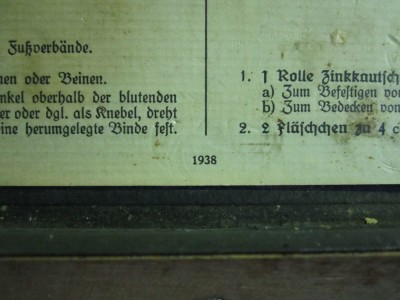 Fußverbände.
nen oder Beinen.
nkel oberhalb der blutenden
er oder dgl. als Knebel, dreht
ine herumgelegte Binde fest.
1. 1 Rolle Zinkkautsch
a) Zum Befestigen vo
b) Zum Bedecken von
2. 2 Fläschchen zu 4 c
1938